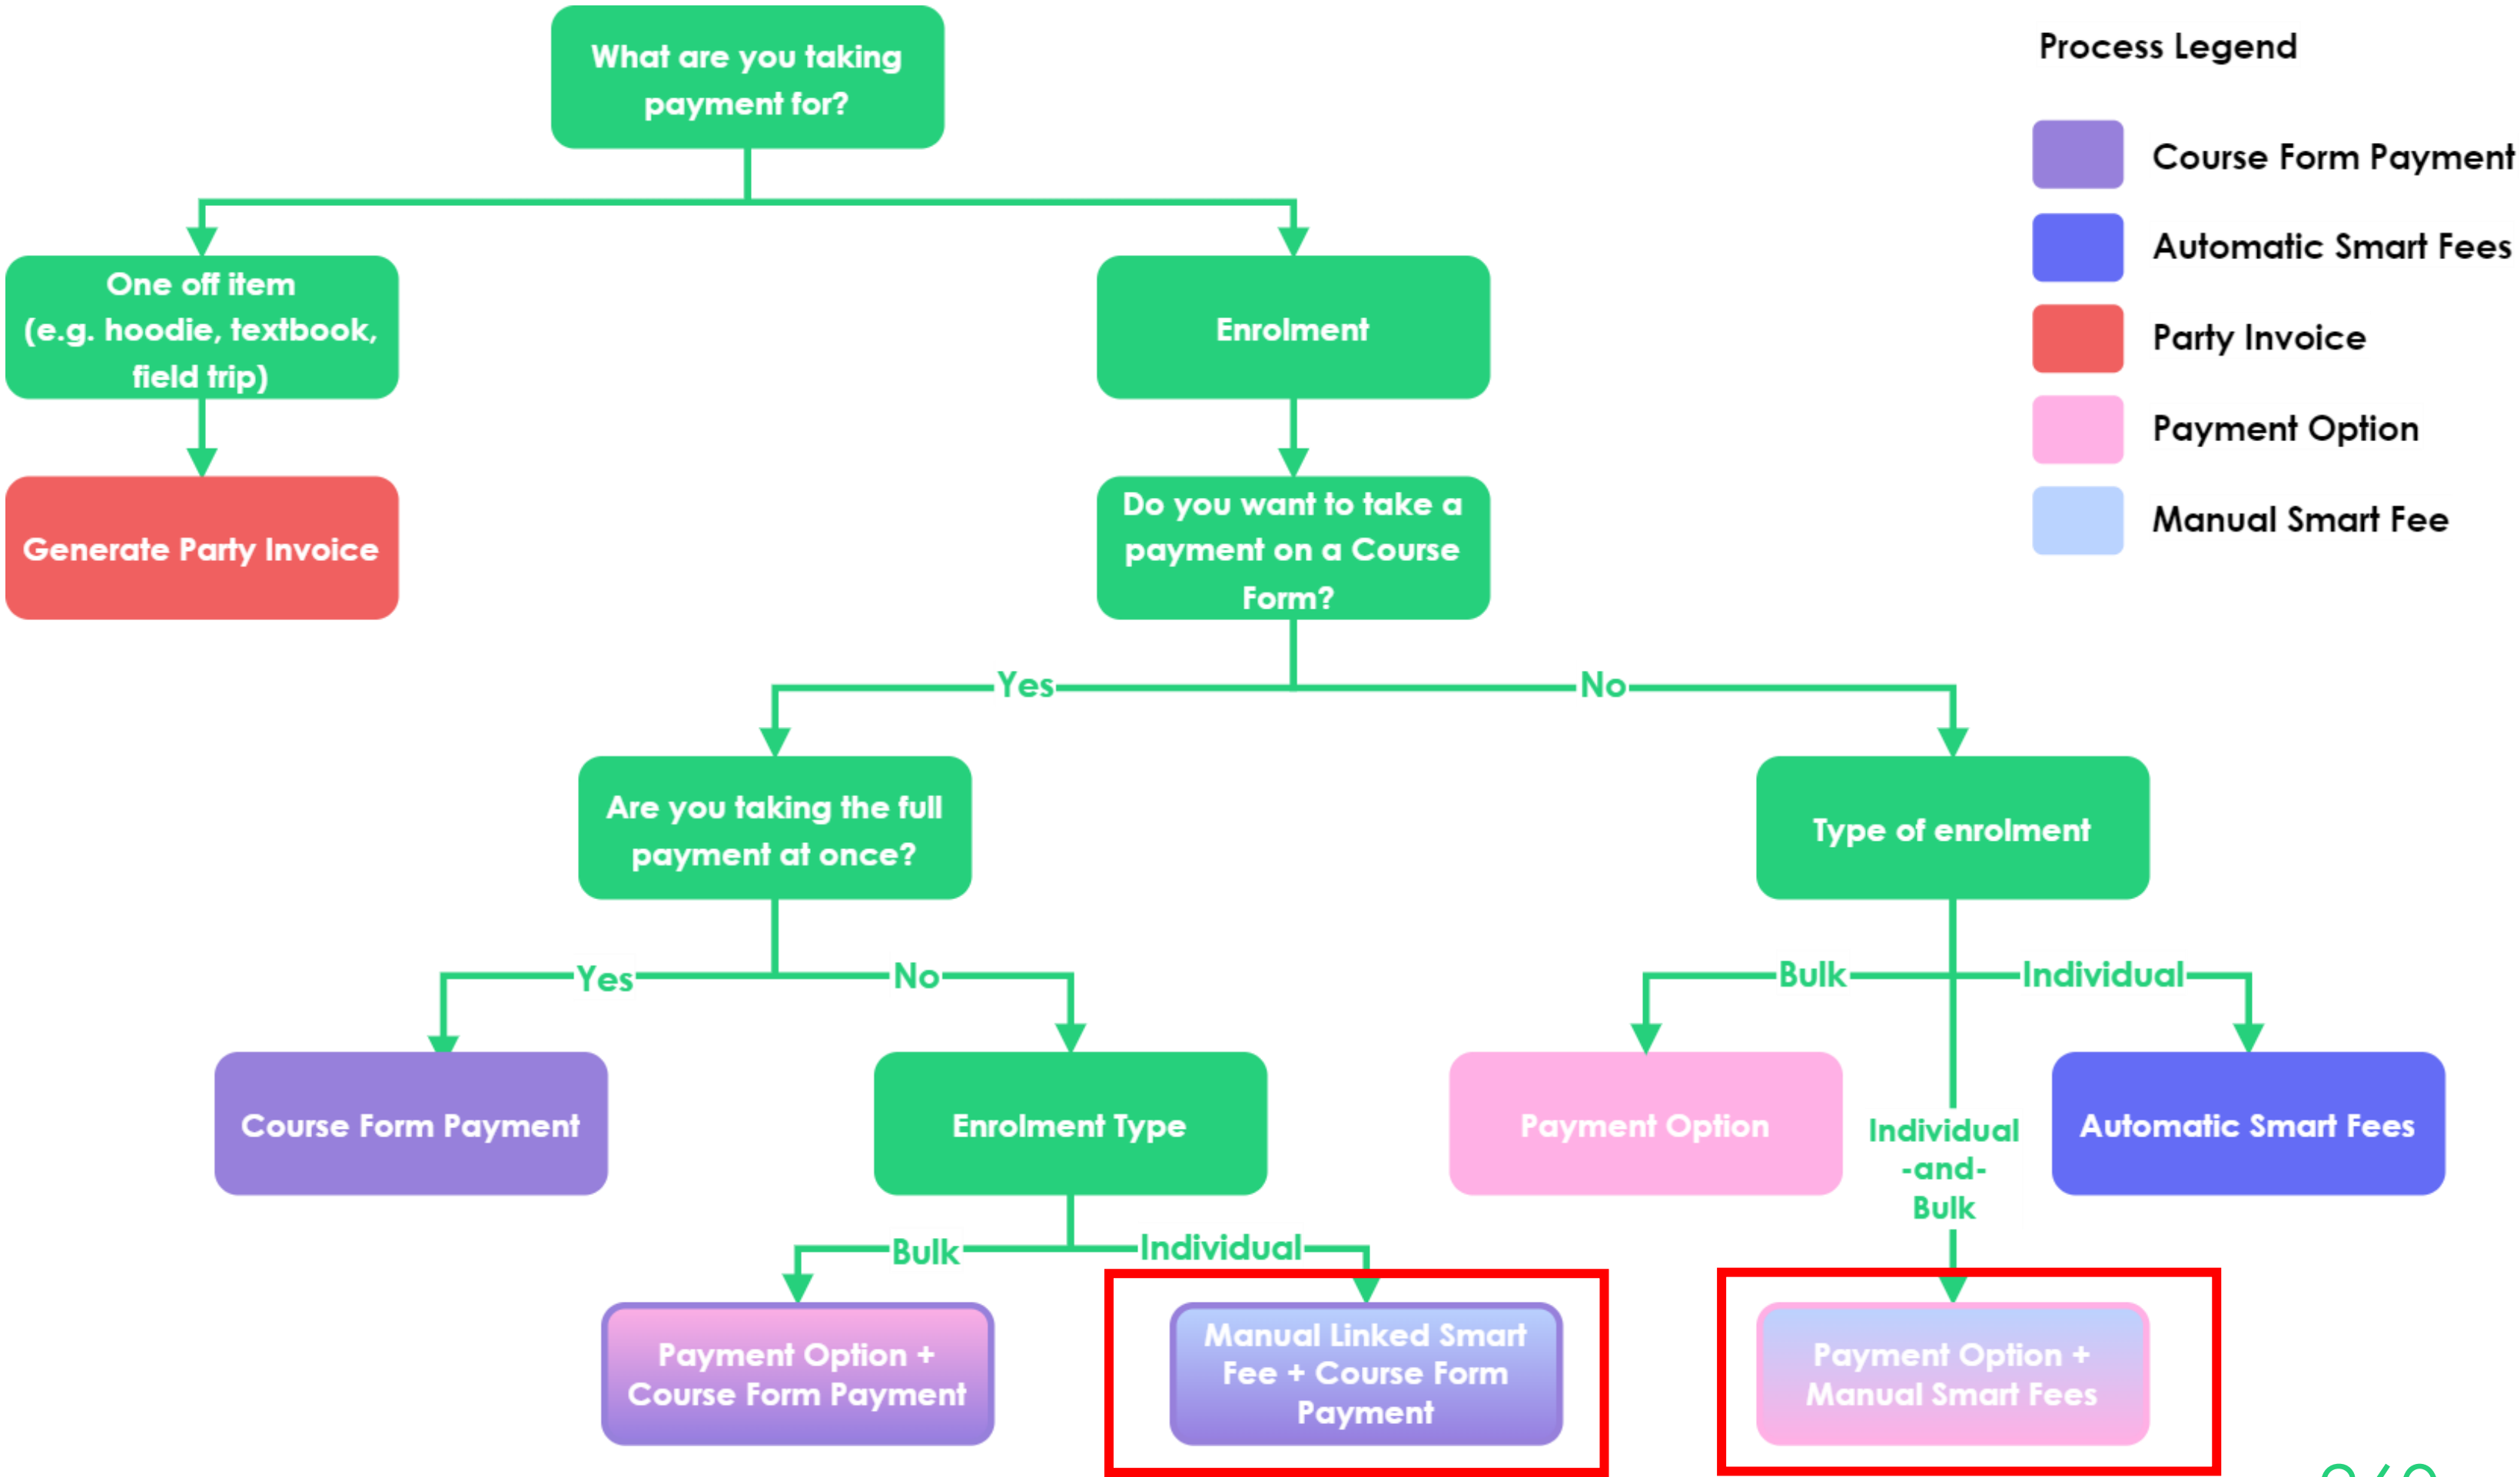 What are you taking
payment for?
Process Legend
Course Form Payment
Automatic Smart Fees
Party Invoice
Payment Option
Manual Smart Fee
One off item
(e.g. hoodie, textbook,
field trip)
Enrolment
Generate Party Invoice
Do you want to take a
payment on a Course
Form?
Yes
No
Are you taking the full
payment at once?
Type of enrolment
Yes
No
Bulk
Individual
Course Form Payment
Enrolment Type
Payment Option
Individual
-and-
Bulk
Automatic Smart Fees
Bulk
Individual
Payment Option +
Course Form Payment
Manual Linked Smart
Fee + Course Form
Payment
Payment Option +
Manual Smart Fees